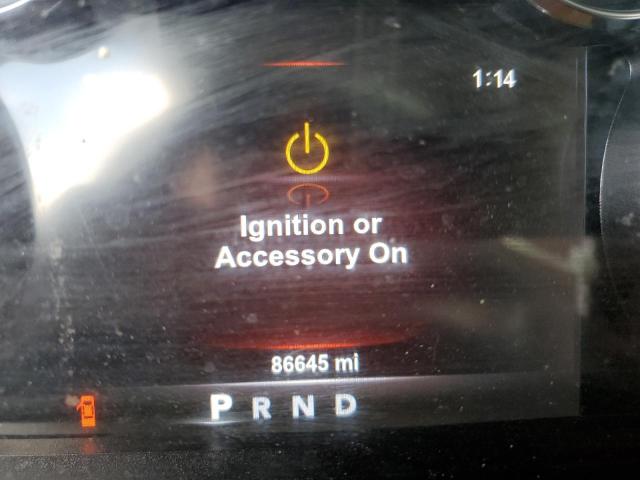 1:14
Ignition or
Accessory On
86645 mi
P R N D